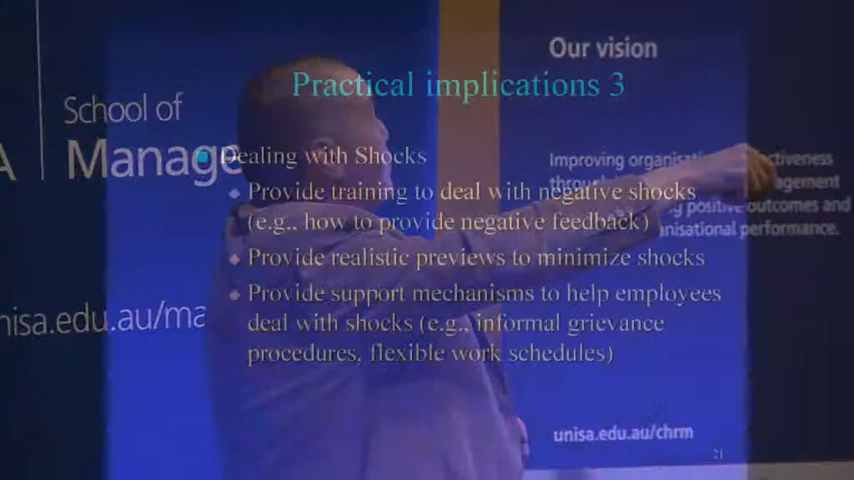 School of
Manage
unisa.edu.au/ma
Practical implications 3
Dealing with Shocks
Provide training to deal with negative shocks
(e.g., how to provide negative feedback)
Provide realistic previews to minimize shocks
Provide support mechanisms to help employees
deal with shocks (e.g., informal grievance
procedures, flexible work schedules)
21
Our vision
Improving
positive outcomes and
performance.
unisa.edu.au/chrm